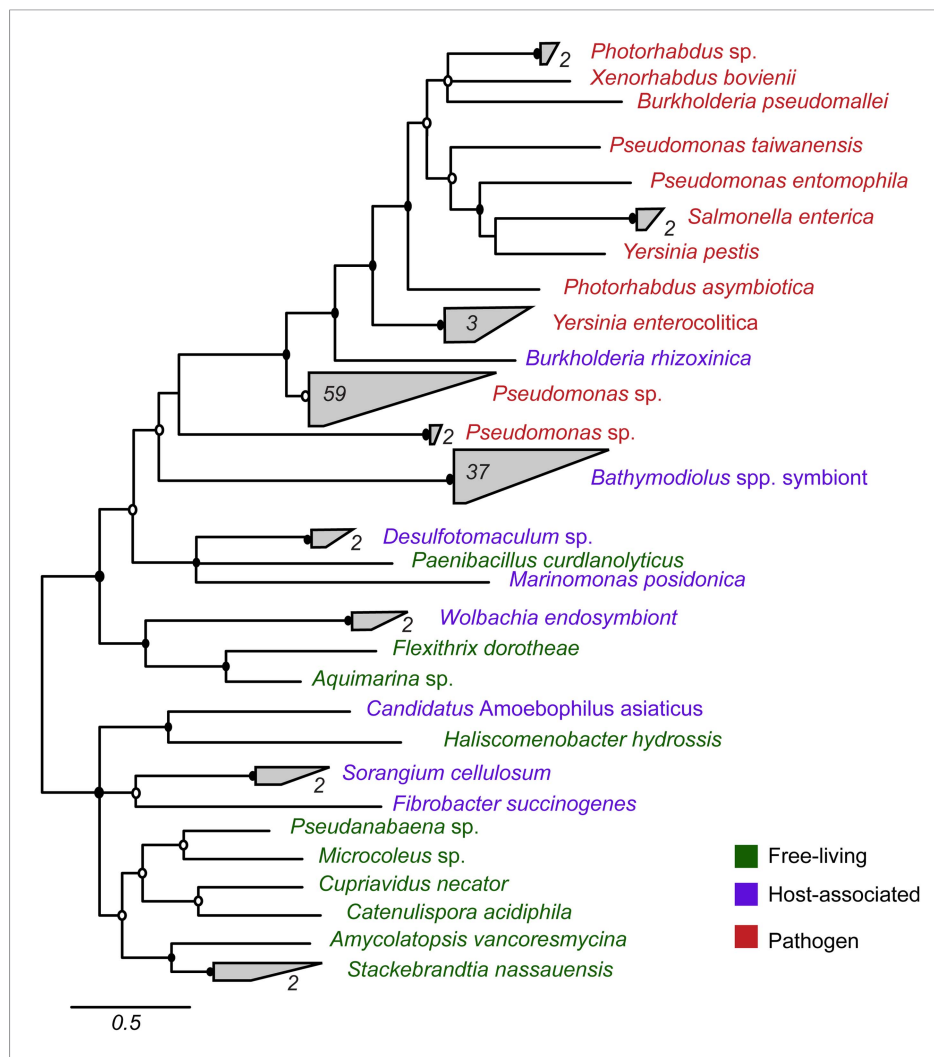 Photorhabdus sp.
2
Xenorhabdus bovienii
Burkholderia pseudomallei
Pseudomonas taiwanensis
Pseudomonas entomophila
Salmonella enterica
2
Yersinia pestis
Photorhabdus asymbiotica
3
Yersinia enterocolitica
Burkholderia rhizoxinica
59
Pseudomonas sp.
2
Pseudomonas sp.
37
Bathymodiolus spp. symbiont
Desulfotomaculum sp.
2
Paenibacillus curdlanolyticus
Marinomonas posidonica
Wolbachia endosymbiont
2
Flexithrix dorotheae
Aquimarina sp.
Candidatus Amoebophilus asiaticus
Haliscomenobacter hydrossis
Sorangium cellulosum
2
Fibrobacter succinogenes
Pseudanabaena sp.
Microcoleus sp.
Cupriavidus necator
Catenulispora acidiphila
Amycolatopsis vancoresmycina
Stackebrandtia nassauensis
2
Free-living
Host-associated
Pathogen
0.5